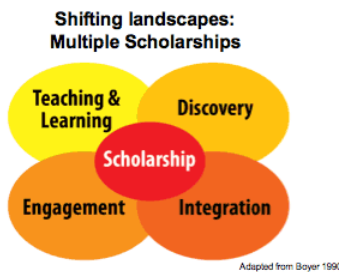 Shifting landscapes:
Multiple Scholarships
Teaching &
Learning
Discovery
Scholarship
Engagement
Integration
Adapted from Boyer 1990